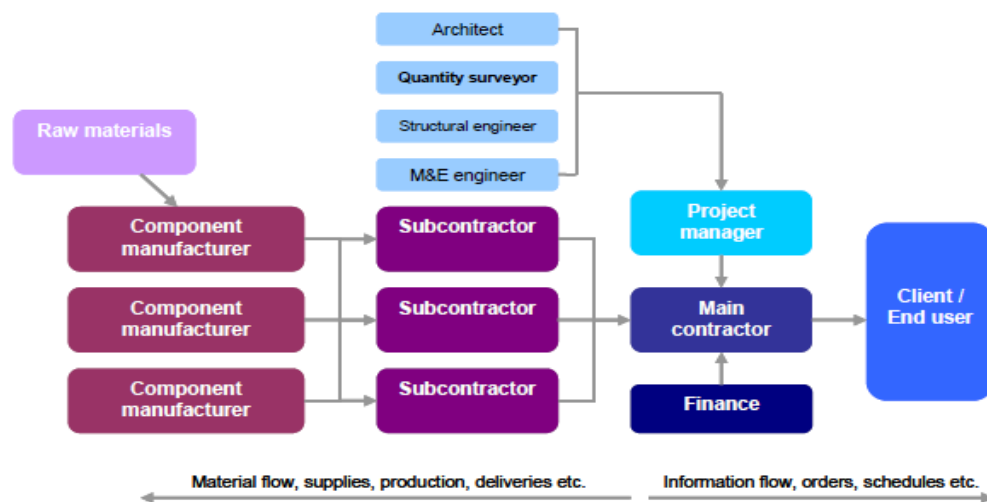 Architect
Quantity surveyor
Structural engineer
M&E engineer
Raw materials
Component
manufacturer
Subcontractor
Project
manager
Component
manufacturer
Subcontractor
Main
contractor
Client /
End user
Component
manufacturer
Subcontractor
Finance
Material flow, supplies, production, deliveries etc.
Information flow, orders, schedules etc.